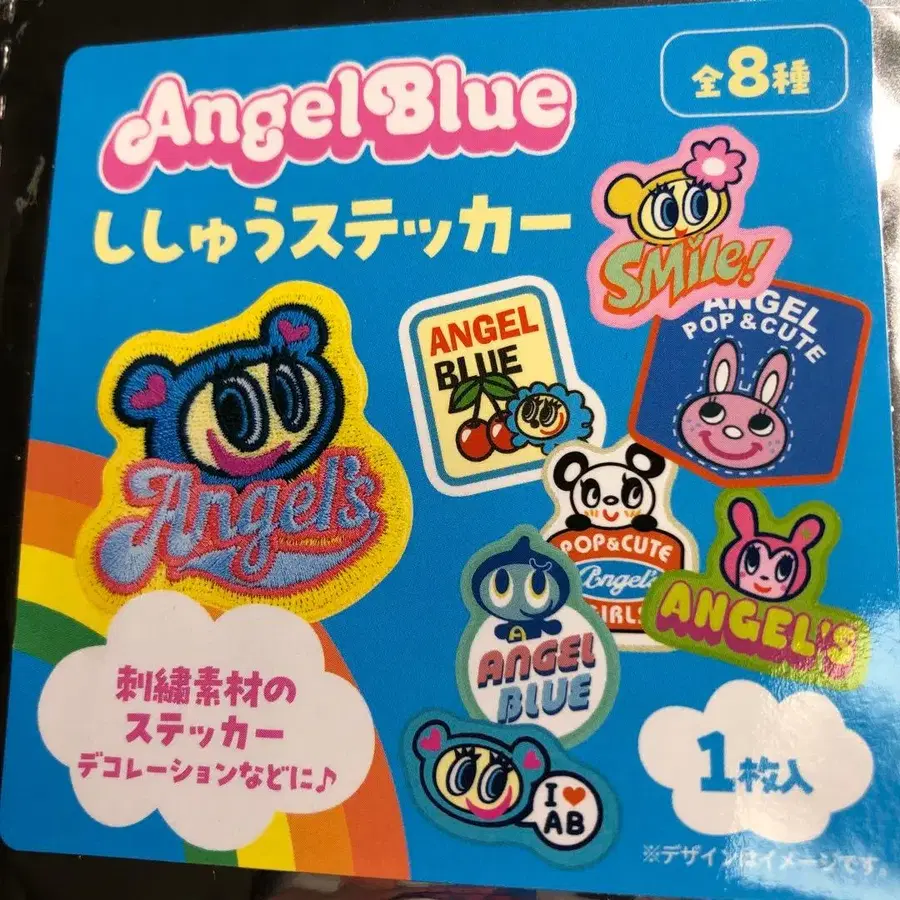 AngelBlue
全8種
ししゅうステッカー
SMile!
ANGEL
BLUE
ANGEL
POP & CUTE
Angel's
POP&CUTE
Angel's
GIRLS
ANGEL'S
ANGEL
BLUE
I ♥
AB
刺繍素材の
ステッカー
デコレーションなどに♪
1枚入
※デザインはイメージです。